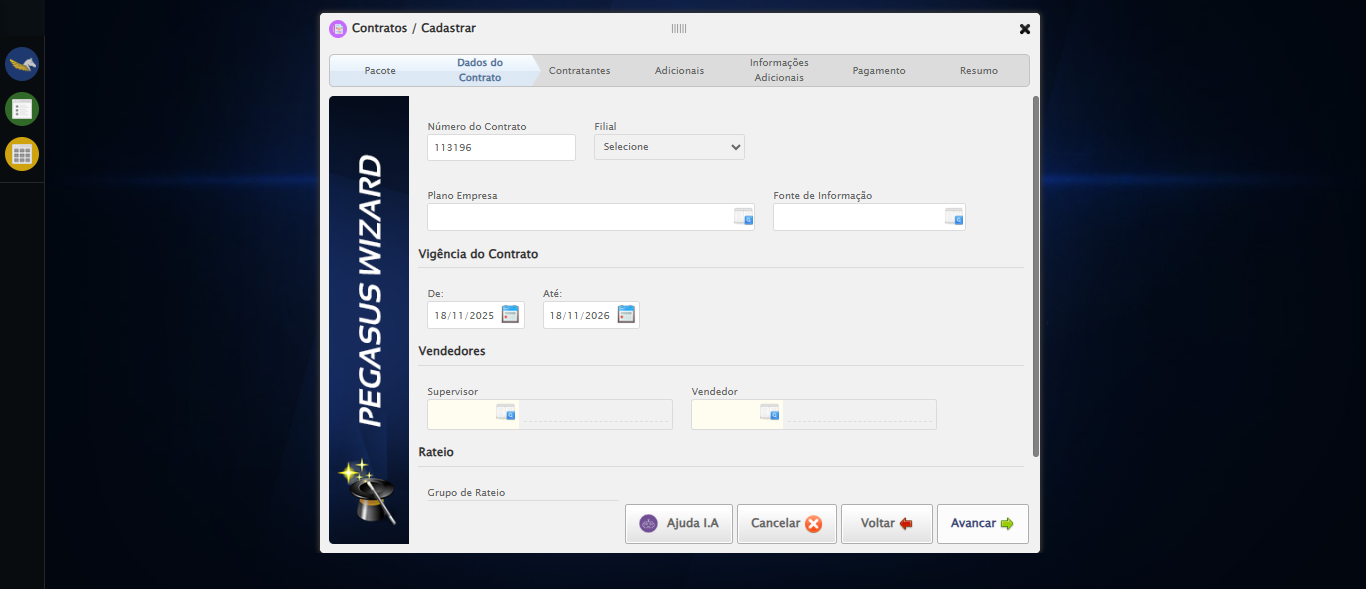 Contratos / Cadastrar
Pacote
Dados do
Contrato
Contratantes
Adicionais
Informações
Adicionais
Pagamento
Resumo
PEGASUS WIZARD
Número do Contrato
Filial
113196
Selecione
Plano Empresa
Fonte de Informação
Vigência do Contrato
De:
Até:
18/11/2025
18/11/2026
Vendedores
Supervisor
Vendedor
Rateio
Grupo de Rateio
Ajuda I.A
Cancelar
Voltar
Avancar